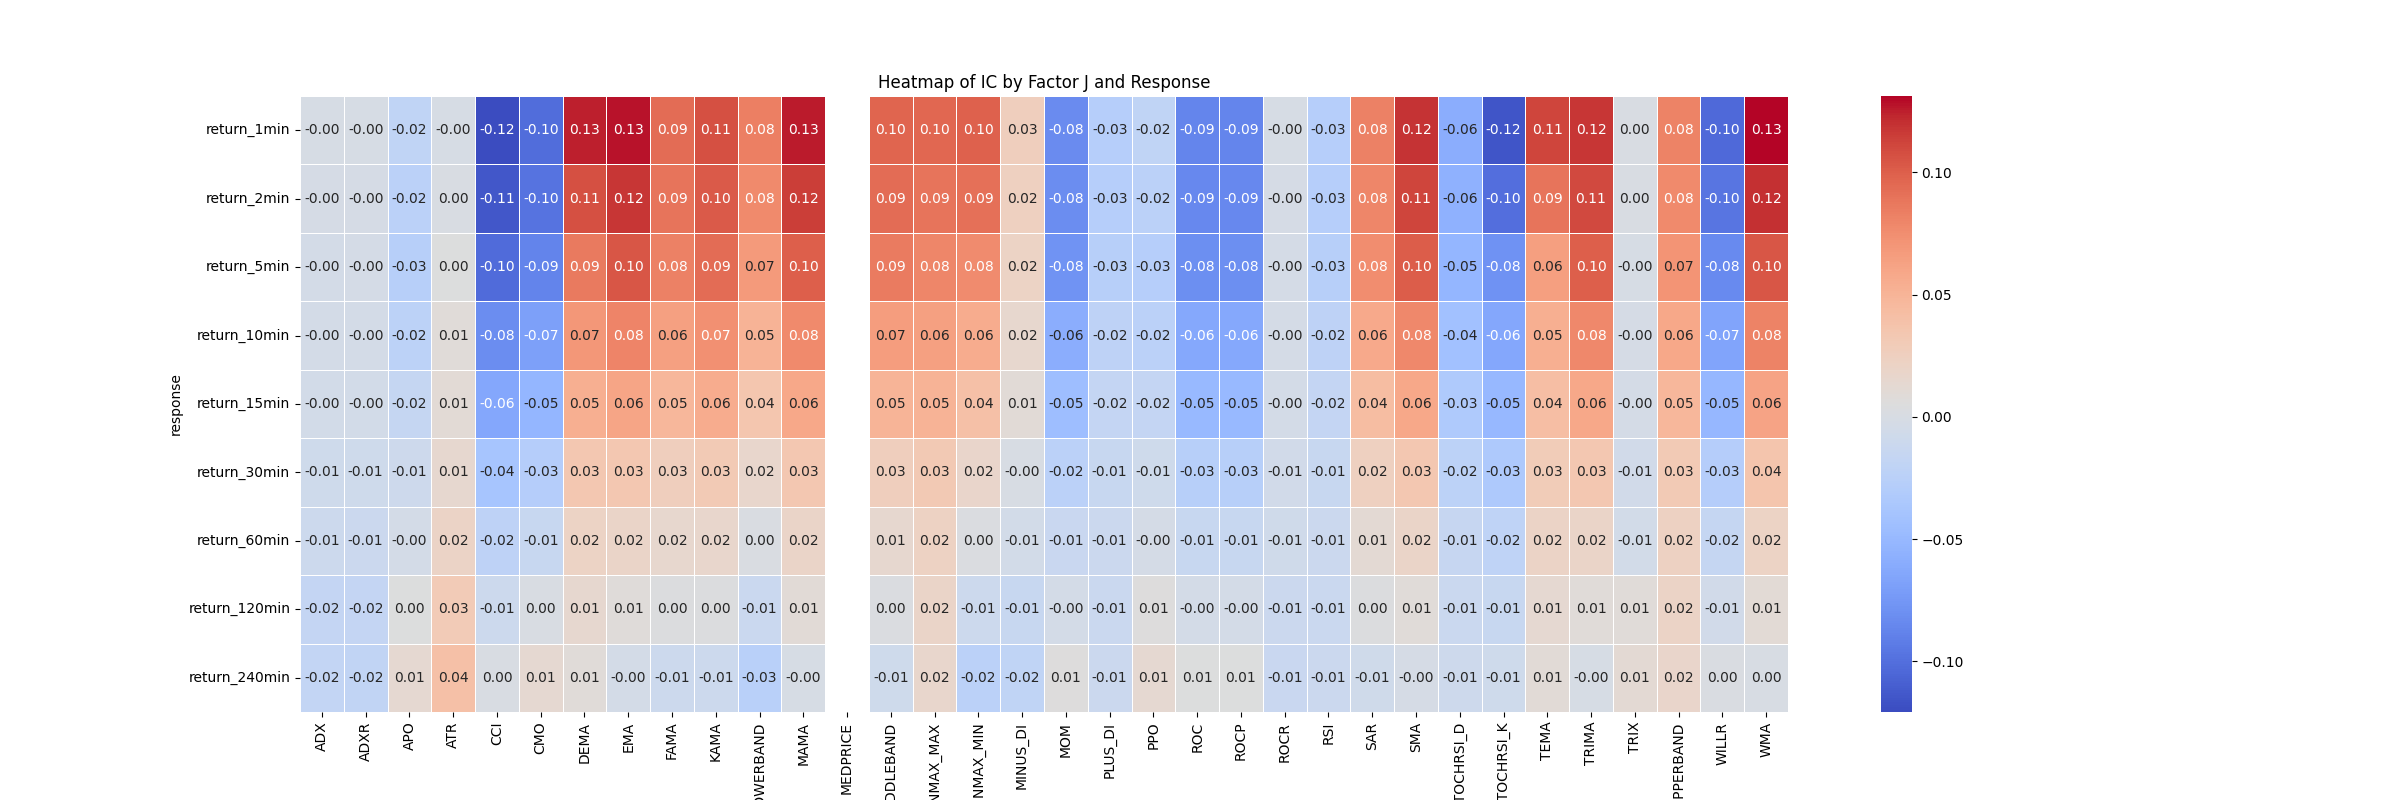 Heatmap of IC by Factor J and Response
return_1min -0.00 -0.00 -0.02 -0.00 -0.12 -0.10 0.13 0.13 0.09 0.11 0.08 0.13 0.10 0.10 0.10 0.03 -0.08 -0.03 -0.02 -0.09 -0.09 -0.00 -0.03 0.08 0.12 -0.06 -0.12 0.11 0.12 0.00 0.08 -0.10 0.13
return_2min -0.00 -0.00 -0.02 0.00 -0.11 -0.10 0.11 0.12 0.09 0.10 0.08 0.12 0.09 0.09 0.09 0.02 -0.08 -0.03 -0.02 -0.09 -0.09 -0.00 -0.03 0.08 0.11 -0.06 -0.10 0.09 0.11 0.00 0.08 -0.10 0.12
return_5min -0.00 -0.00 -0.03 0.00 -0.10 -0.09 0.09 0.10 0.08 0.09 0.07 0.10 0.09 0.08 0.08 0.02 -0.08 -0.03 -0.03 -0.08 -0.08 -0.00 -0.03 0.08 0.10 -0.05 -0.08 0.06 0.10 -0.00 0.07 -0.08 0.10
return_10min -0.00 -0.00 -0.02 0.01 -0.08 -0.07 0.07 0.08 0.06 0.07 0.05 0.08 0.07 0.06 0.06 0.02 -0.06 -0.02 -0.02 -0.06 -0.06 -0.00 -0.02 0.06 0.08 -0.04 -0.06 0.05 0.08 -0.00 0.06 -0.07 0.08
return_15min -0.00 -0.00 -0.02 0.01 -0.06 -0.05 0.05 0.06 0.05 0.06 0.04 0.06 0.05 0.05 0.04 0.01 -0.05 -0.02 -0.02 -0.05 -0.05 -0.00 -0.02 0.04 0.06 -0.03 -0.05 0.04 0.06 -0.00 0.05 -0.05 0.06
return_30min -0.01 -0.01 -0.01 0.01 -0.04 -0.03 0.03 0.03 0.03 0.03 0.02 0.03 0.03 0.03 0.02 -0.00 -0.02 -0.01 -0.01 -0.03 -0.03 -0.01 -0.01 0.02 0.03 -0.02 -0.03 0.03 0.03 -0.01 0.03 -0.03 0.04
return_60min -0.01 -0.01 -0.00 0.02 -0.02 -0.01 0.02 0.02 0.02 0.02 0.00 0.02 0.01 0.02 0.00 -0.01 -0.01 -0.01 -0.00 -0.01 -0.01 -0.01 -0.01 0.01 0.02 -0.01 -0.02 0.02 0.02 -0.01 0.02 -0.02 0.02
return_120min -0.02 -0.02 0.00 0.03 -0.01 0.00 0.01 0.01 0.00 0.00 -0.01 0.01 0.00 0.02 -0.01 -0.01 -0.00 -0.01 0.01 -0.00 -0.00 -0.01 -0.01 0.00 0.01 -0.01 -0.01 0.01 0.01 0.01 0.02 -0.01 0.01
return_240min -0.02 -0.02 0.01 0.04 0.00 0.01 0.01 -0.00 -0.01 -0.01 -0.03 -0.00 -0.01 0.02 -0.02 -0.02 0.01 -0.01 0.01 0.01 0.01 -0.01 -0.01 -0.01 -0.00 -0.01 -0.01 0.01 -0.00 0.01 0.02 0.00 0.00
response
ADX ADXR APO ATR CCI CMO DEMA EMA FAMA KAMA OWERBAND MAMA MEDPRICE DDLEBAND NMAX_MAX NMAX_MIN MINUS_DI MOM PLUS_DI PPO ROC ROCP ROCR RSI SAR SMA TOCHRSI_D TOCHRSI_K TEMA TRIMA TRIX PPERBAND WILLR WMA
0.10
0.05
0.00
−0.05
−0.10